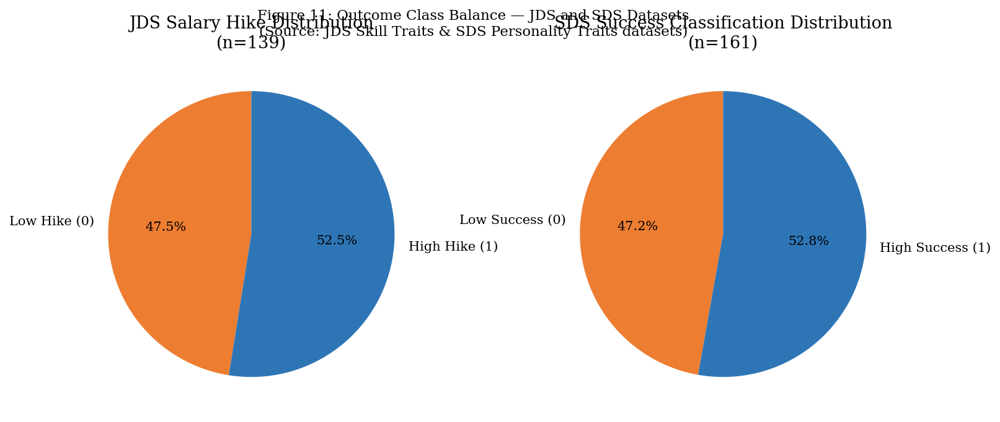 Figure 11: Outcome Class Balance — JDS and SDS Datasets
(Source: JDS Skill Traits & SDS Personality Traits datasets)
JDS Salary Hike Distribution
(n=139)
SDS Success Classification Distribution
(n=161)
Low Hike (0)
47.5%
52.5%
High Hike (1)
Low Success (0)
47.2%
52.8%
High Success (1)